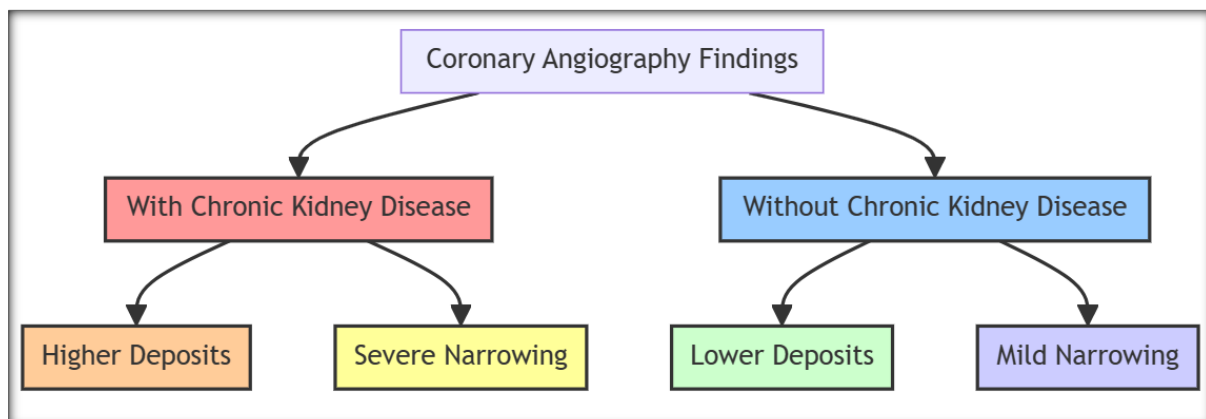 Coronary Angiography Findings
With Chronic Kidney Disease
Without Chronic Kidney Disease
Higher Deposits
Severe Narrowing
Lower Deposits
Mild Narrowing